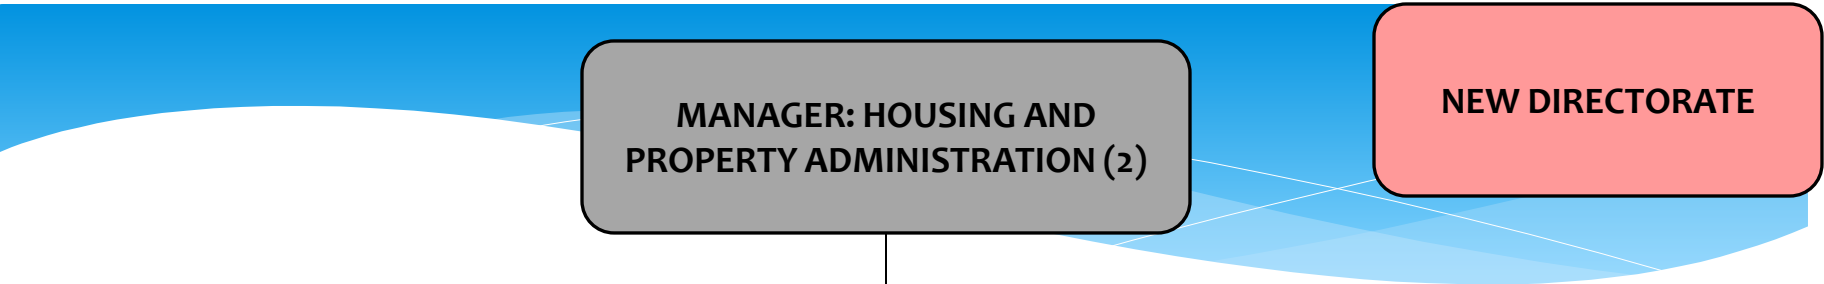 MANAGER: HOUSING AND
PROPERTY ADMINISTRATION (2)
NEW DIRECTORATE